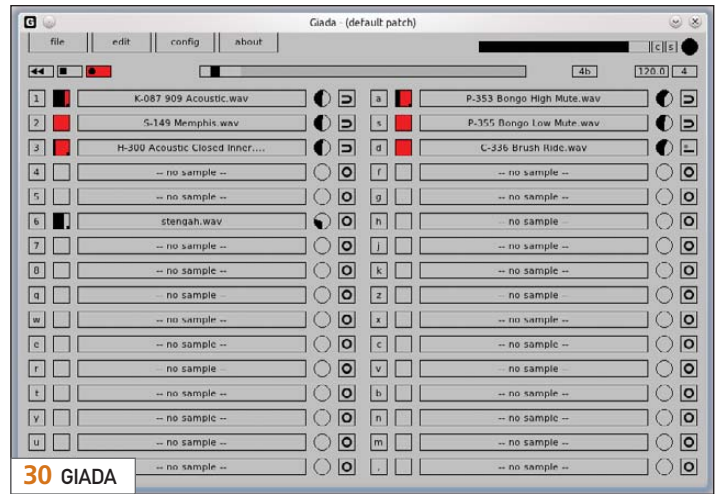 G Giada - (default patch)
file edit config about
c s
4b 120.0 4
1 K-087 909 Acoustic.wav a P-353 Bongo High Mute.wav
2 S-149 Memphis.wav s P-355 Bongo Low Mute.wav
3 H-300 Acoustic Closed Inner.... d C-336 Brush Ride.wav
4 -- no sample -- f -- no sample --
5 -- no sample -- g -- no sample --
6 stengah.wav h -- no sample --
7 -- no sample -- j -- no sample --
8 -- no sample -- k -- no sample --
q -- no sample -- z -- no sample --
w -- no sample -- x -- no sample --
e -- no sample -- c -- no sample --
r -- no sample -- v -- no sample --
t -- no sample -- b -- no sample --
y -- no sample -- n -- no sample --
u -- no sample -- m -- no sample --
-- no sample -- , -- no sample --
30 GIADA